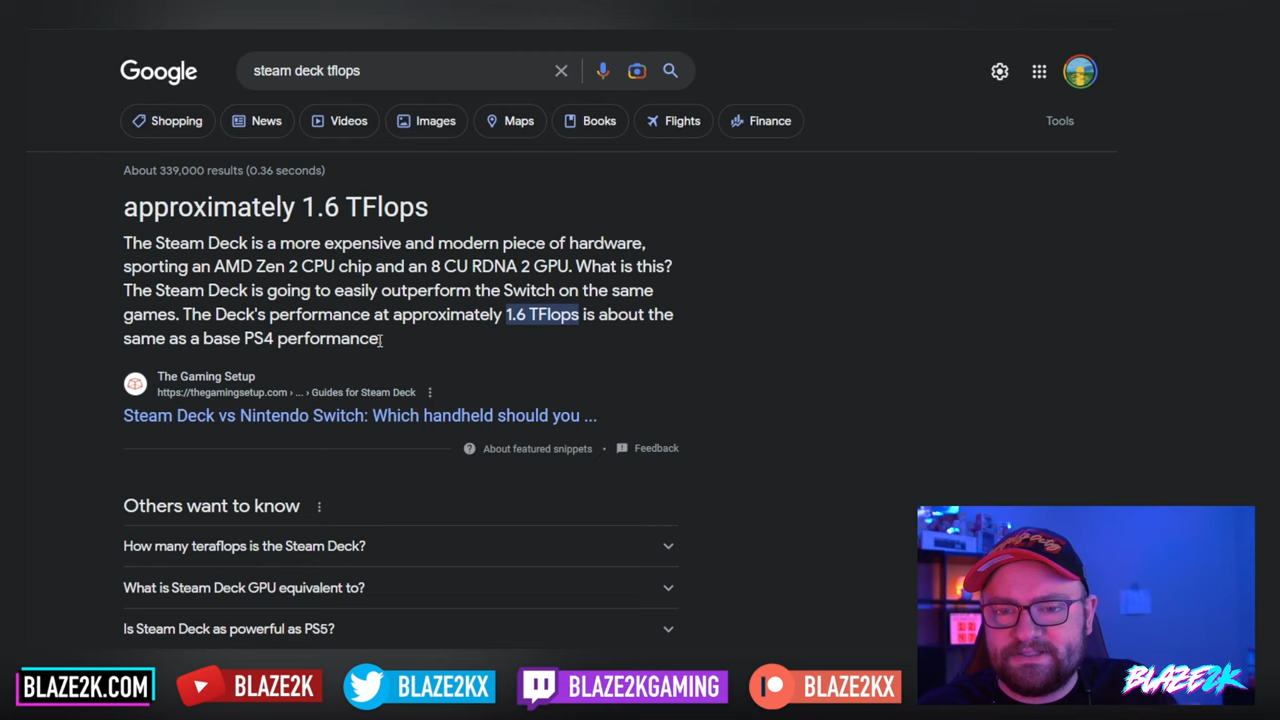 Google
steam deck tflops
Shopping
News
Videos
Images
Maps
Books
Flights
Finance
Tools
About 339,000 results (0.36 seconds)
approximately 1.6 TFlops
The Steam Deck is a more expensive and modern piece of hardware,
sporting an AMD Zen 2 CPU chip and an 8 CU RDNA 2 GPU. What is this?
The Steam Deck is going to easily outperform the Switch on the same
games. The Deck's performance at approximately 1.6 TFlops is about the
same as a base PS4 performance
The Gaming Setup
https://thegamingsetup.com › ... › Guides for Steam Deck
Steam Deck vs Nintendo Switch: Which handheld should you ...
About featured snippets • Feedback
Others want to know
How many teraflops is the Steam Deck?
What is Steam Deck GPU equivalent to?
Is Steam Deck as powerful as PS5?
BLAZE2K.COM
BLAZE2K
BLAZE2KX
BLAZE2KGAMING
BLAZE2KX
BLAZE2K